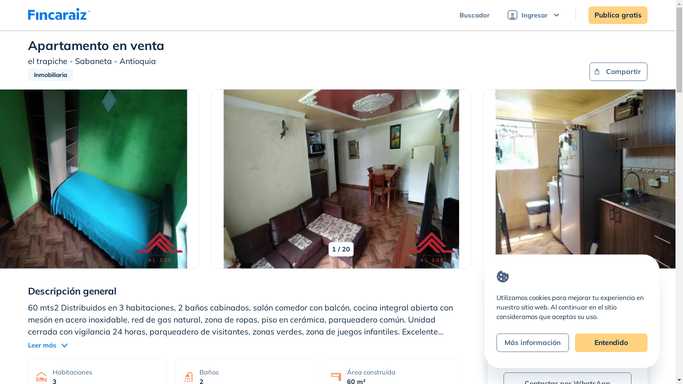 Fincaraiz
Buscador
Ingresar
Publica gratis
Apartamento en venta
el trapiche - Sabaneta - Antioquia
Inmobiliaria
Compartir
1 / 20
Descripción general
60 mts2 Distribuidos en 3 habitaciones, 2 baños cabinados, salón comedor con balcón, cocina integral abierta con
mesón en acero inoxidable, red de gas natural, zona de ropas, piso en cerámica, parqueadero común. Unidad
cerrada con vigilancia 24 horas, parqueadero de visitantes, zonas verdes, zona de juegos infantiles. Excelente...
Leer más
Habitaciones
3
Baños
2
Área construida
60 m²
Utilizamos cookies para mejorar tu experiencia en
nuestro sitio web. Al continuar en el sitio
consideramos que aceptas su uso.
Más información
Entendido
Contactar por WhatsApp